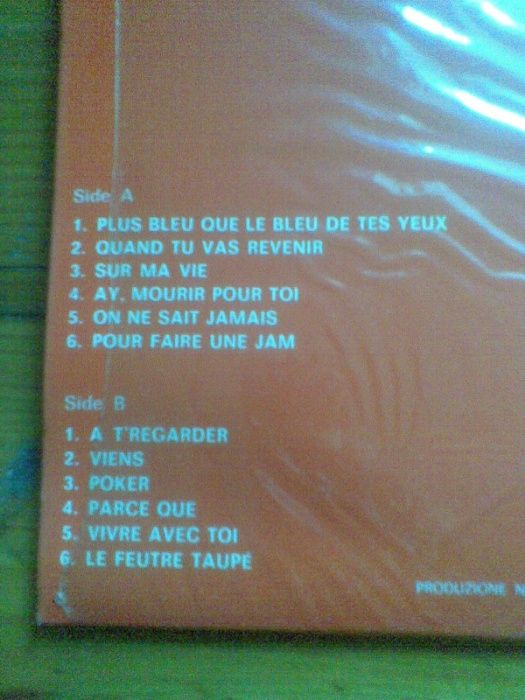 Side A
1. PLUS BLEU QUE LE BLEU DE TES YEUX
2. QUAND TU VAS REVENIR
3. SUR MA VIE
4. AY, MOURIR POUR TOI
5. ON NE SAIT JAMAIS
6. POUR FAIRE UNE JAM
Side B
1. A T'REGARDER
2. VIENS
3. POKER
4. PARCE QUE
5. VIVRE AVEC TOI
6. LE FEUTRE TAUPÉ
PRODUZIONE N